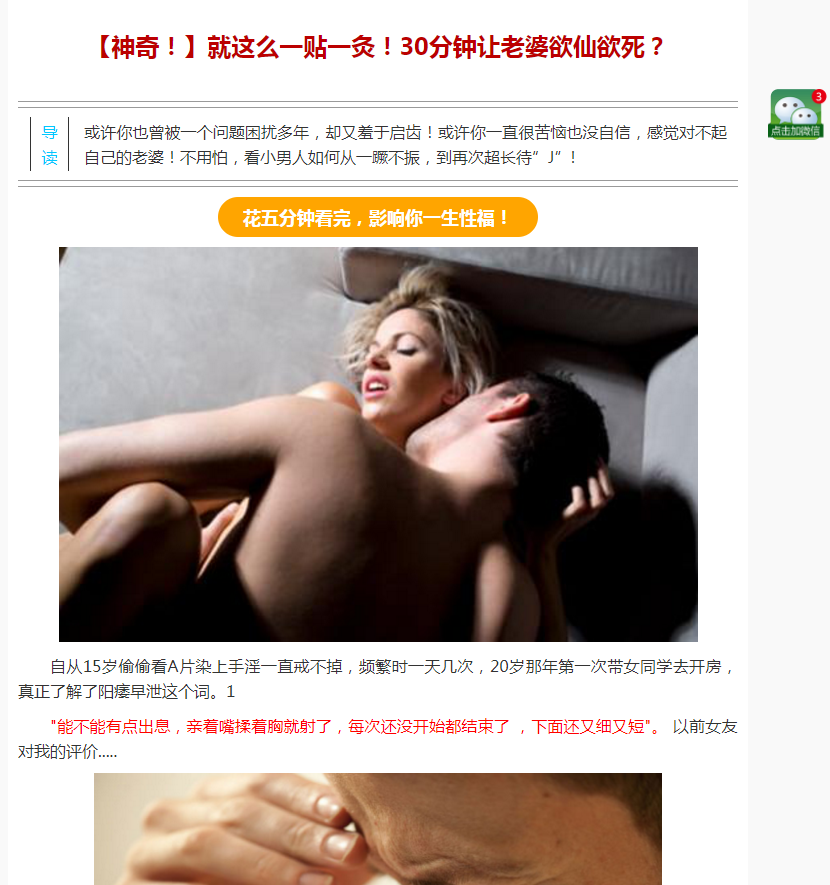 【神奇！】就这么一贴一灸！30分钟让老婆欲仙欲死？
3
点击加微信
导
读
或许你也曾被一个问题困扰多年，却又羞于启齿！或许你一直很苦恼也没自信，感觉对不起
自己的老婆！不用怕，看小男人如何从一蹶不振，到再次超长待”J”！
花五分钟看完，影响你一生性福！
自从15岁偷偷看A片染上手淫一直戒不掉，频繁时一天几次，20岁那年第一次带女同学去开房，
真正了解了阳痿早泄这个词。1
"能不能有点出息，亲着嘴揉着胸就射了，每次还没开始都结束了 ，下面还又细又短"。 以前女友
对我的评价.....